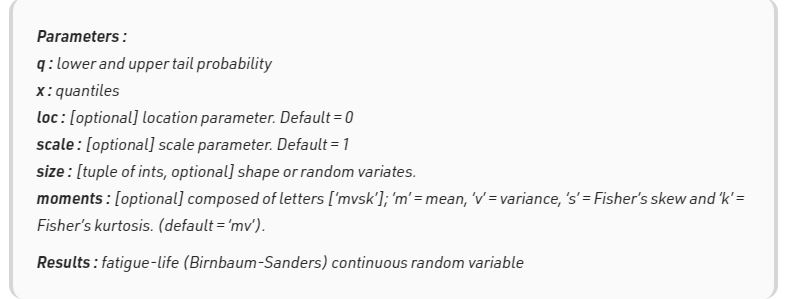 Parameters :
q : lower and upper tail probability
x : quantiles
loc : [optional] location parameter. Default = 0
scale : [optional] scale parameter. Default = 1
size : [tuple of ints, optional] shape or random variates.
moments : [optional] composed of letters [‘mvsk’]; ‘m’ = mean, ‘v’ = variance, ‘s’ = Fisher’s skew and ‘k’ =
Fisher’s kurtosis. (default = ‘mv’).
Results : fatigue-life (Birnbaum-Sanders) continuous random variable